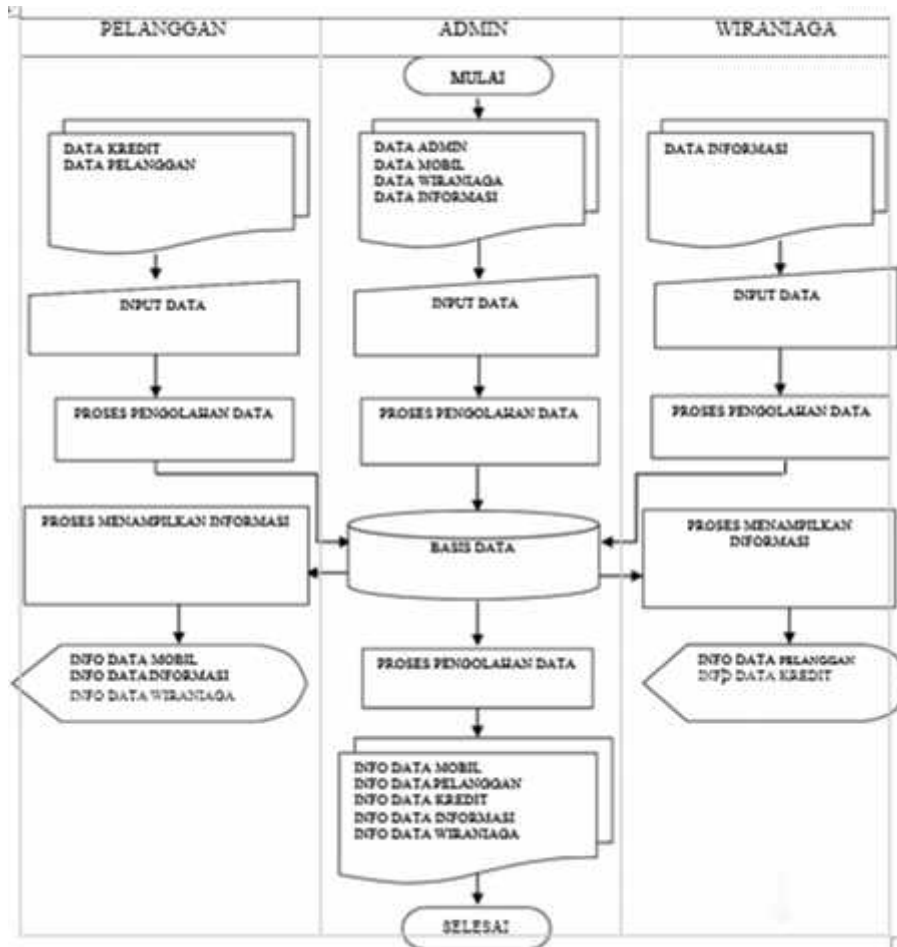 PELANGGAN
ADMIN
WIRANIAGA
MULAI
DATA KREDIT
DATA PELANGGAN
DATA ADMIN
DATA MOBIL
DATA WIRANIAGA
DATA INFORMASI
DATA INFORMASI
INPUT DATA
INPUT DATA
INPUT DATA
PROSES PENGOLAHAN DATA
PROSES PENGOLAHAN DATA
PROSES PENGOLAHAN DATA
PROSES MENAMPILKAN INFORMASI
BASIS DATA
PROSES MENAMPILKAN
INFORMASI
INFO DATA MOBIL
INFO DATA INFORMASI
INFO DATA WIRANIAGA
PROSES PENGOLAHAN DATA
INFO DATA PELANGGAN
INFO DATA KREDIT
INFO DATA MOBIL
INFO DATA PELANGGAN
INFO DATA KREDIT
INFO DATA INFORMASI
INFO DATA WIRANIAGA
SELESAI